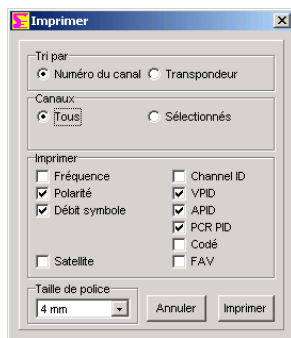 Imprimer
Tri par
Numéro du canal Transpondeur
Canaux
Tous Sélectionnés
Imprimer
Fréquence Channel ID
Polarité VPID
Débit symbole APID
PCR PID
Codé
Satellite FAV
Taille de police
4 mm Annuler Imprimer